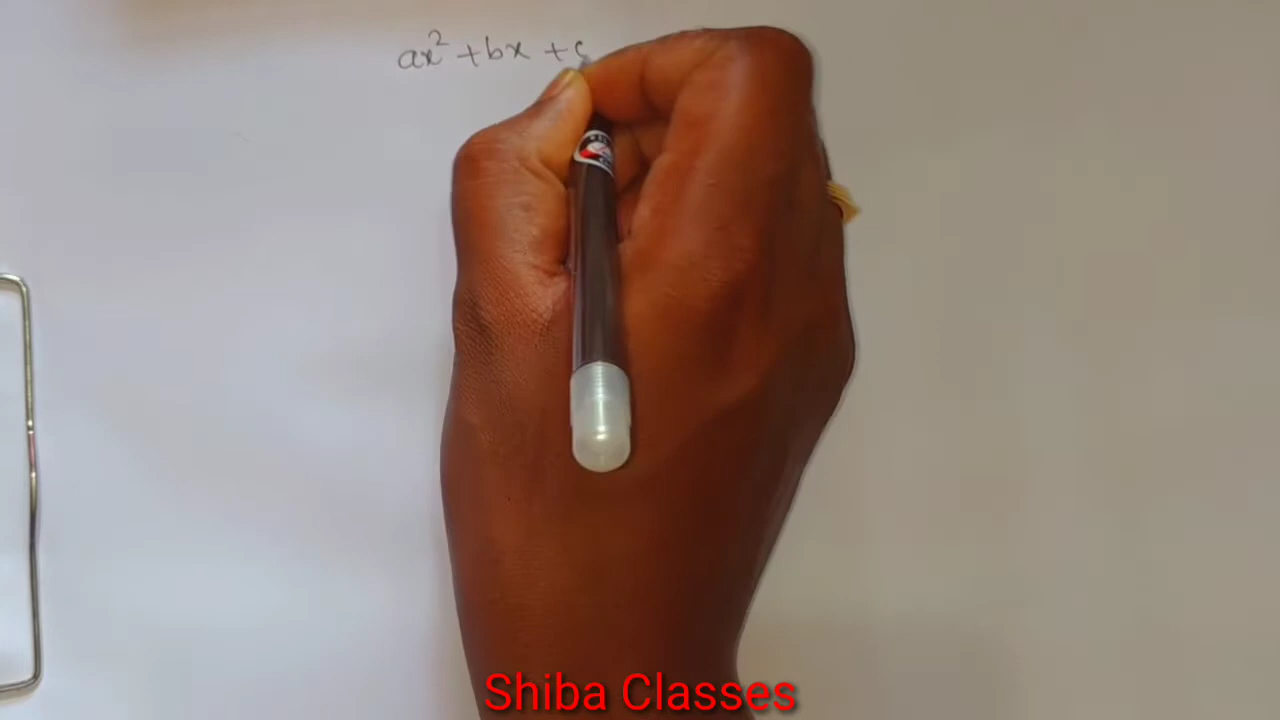 ax² + bx + c
Shiba Classes